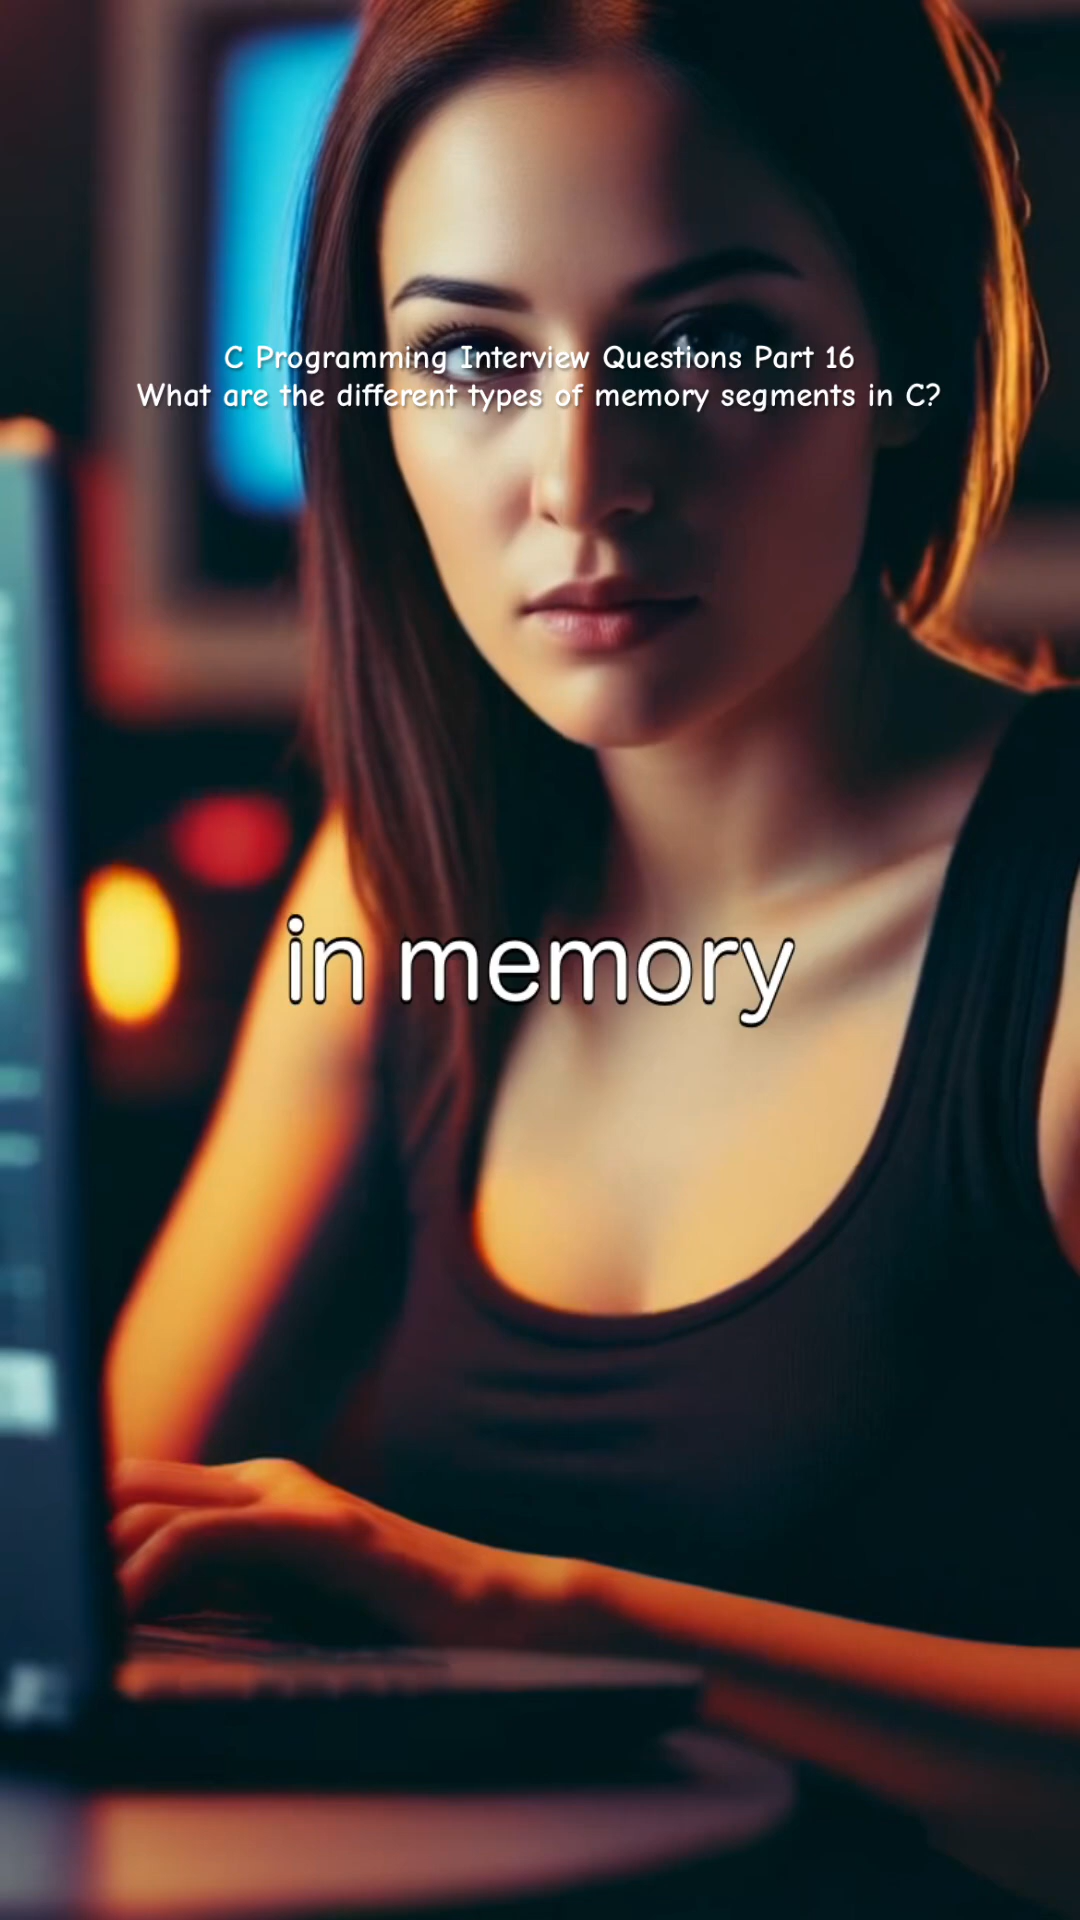 C Programming Interview Questions Part 16
What are the different types of memory segments in C?
in memory